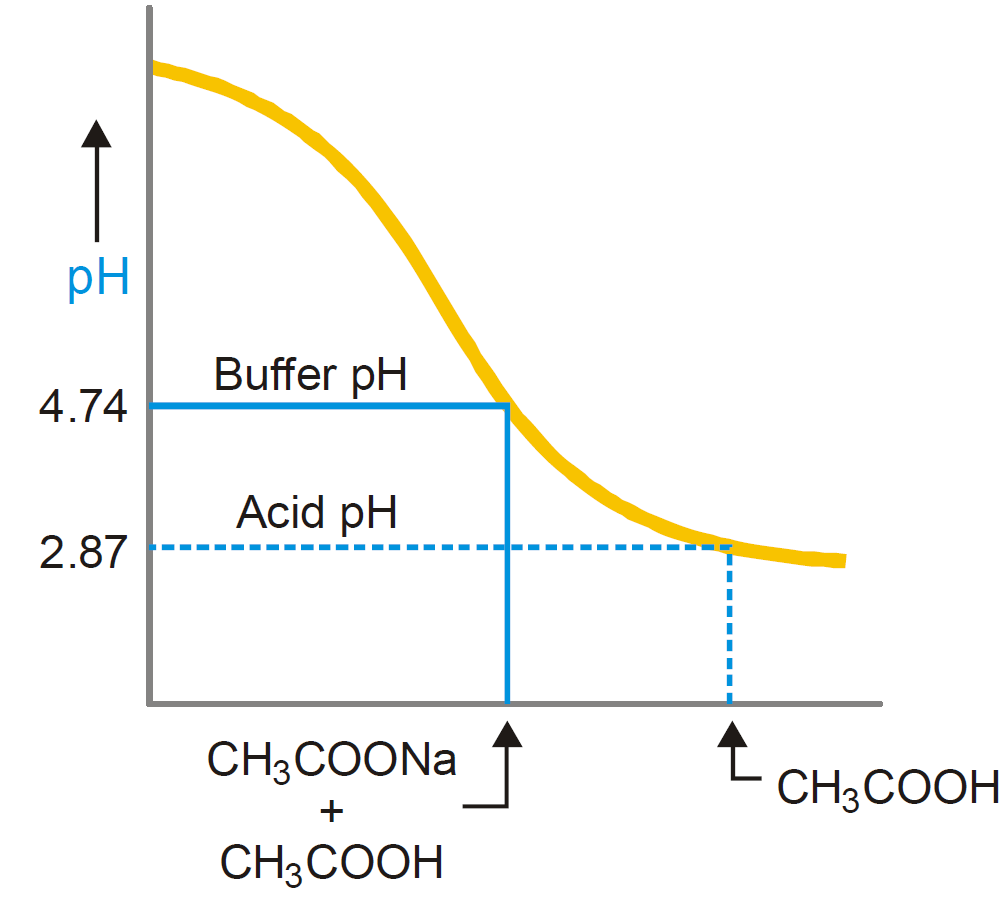 pH
Buffer pH
4.74
Acid pH
2.87
CH₃COONa
+
CH₃COOH
CH₃COOH